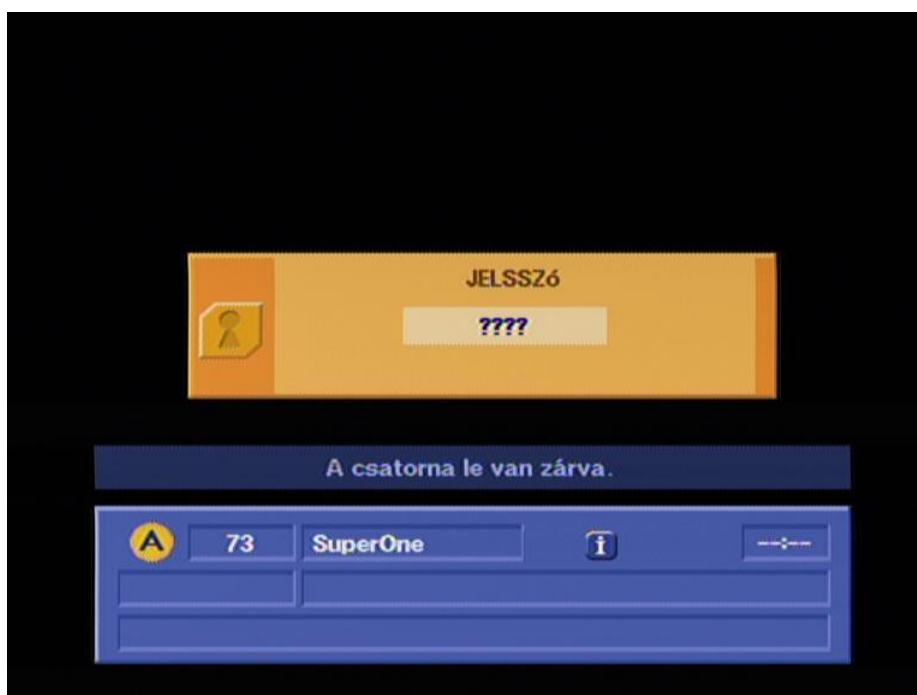 JELSSZó
????
A csatorna le van zárva.
A 73 SuperOne i --:--